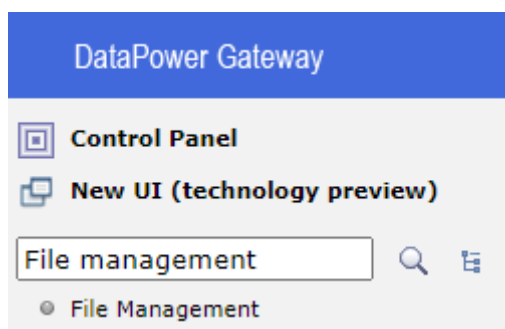 DataPower Gateway
Control Panel
New UI (technology preview)
File management
File Management